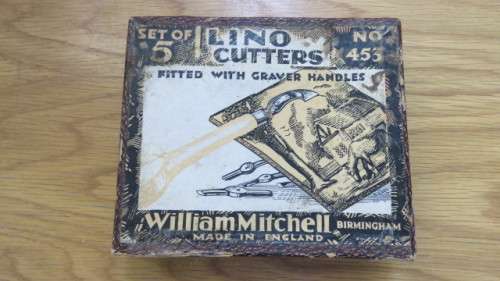 SET OF 5 LINO CUTTERS NO 453
FITTED WITH GRAVER HANDLES
William Mitchell BIRMINGHAM
MADE IN ENGLAND